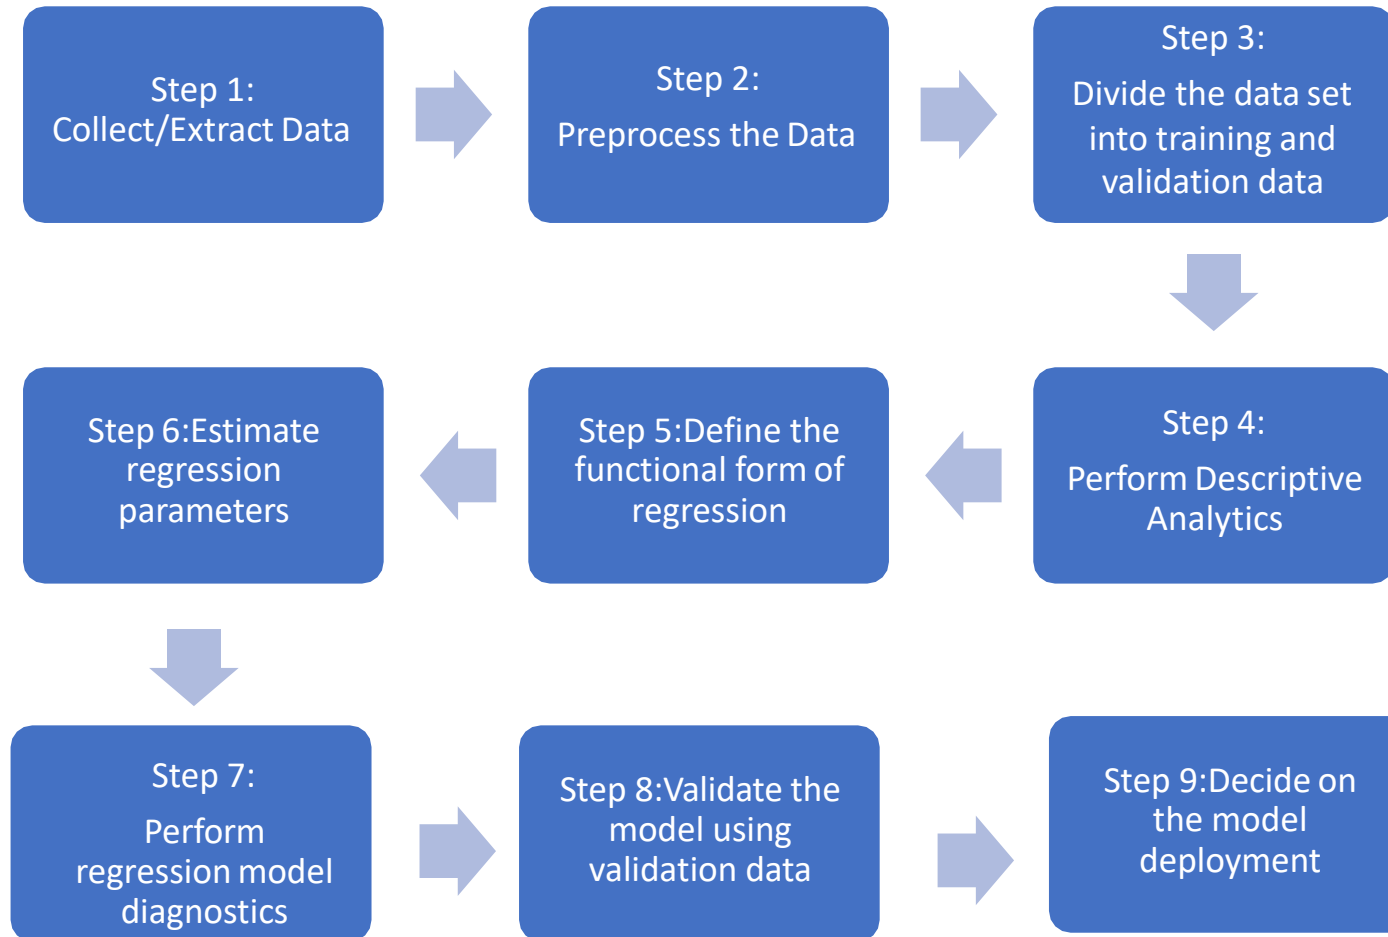 Step 1:
Collect/Extract Data
Step 2:
Preprocess the Data
Step 3:
Divide the data set
into training and
validation data
Step 4:
Perform Descriptive
Analytics
Step 5:Define the
functional form of
regression
Step 6:Estimate
regression
parameters
Step 7:
Perform
regression model
diagnostics
Step 8:Validate the
model using
validation data
Step 9:Decide on
the model
deployment